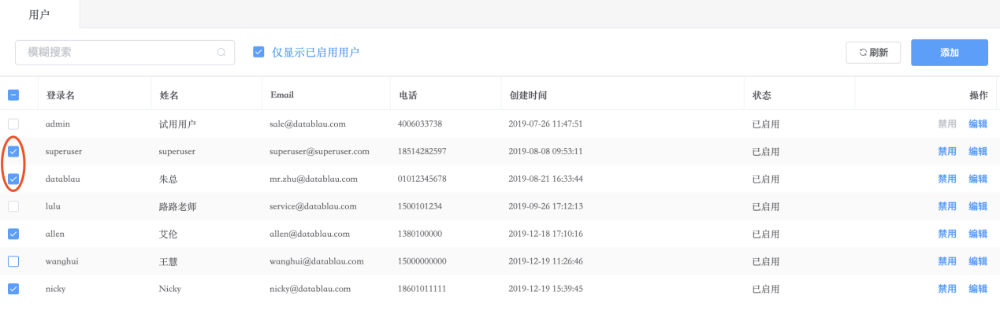 用户
模糊搜索 仅显示已启用用户 刷新 添加
登录名 姓名 Email 电话 创建时间 状态 操作
admin 试用用户 sale@datablau.com 4006033738 2019-07-26 11:47:51 已启用 禁用 编辑
superuser superuser superuser@superuser.com 18514282597 2019-08-08 09:53:11 已启用 禁用 编辑
datablau 朱总 mr.zhu@datablau.com 01012345678 2019-08-21 16:33:44 已启用 禁用 编辑
lulu 路路老师 service@datablau.com 1500101234 2019-09-26 17:12:13 已启用 禁用 编辑
allen 艾伦 allen@datablau.com 1380100000 2019-12-18 17:10:16 已启用 禁用 编辑
wanghui 王慧 wanghui@datablau.com 15000000000 2019-12-19 11:26:46 已启用 禁用 编辑
nicky Nicky nicky@datablau.com 18601011111 2019-12-19 15:39:45 已启用 禁用 编辑